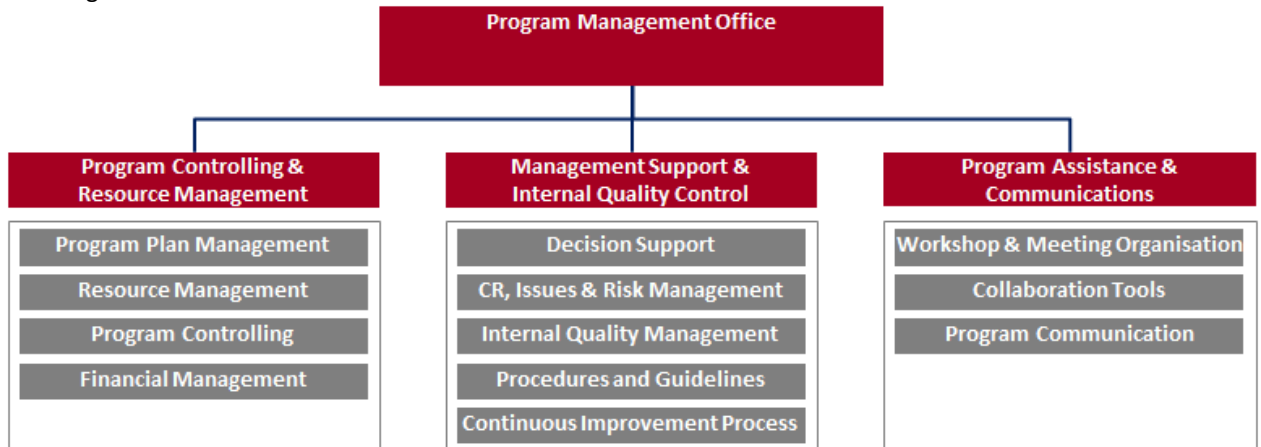 Program Management Office
Program Controlling &
Resource Management
Program Plan Management
Resource Management
Program Controlling
Financial Management
Management Support &
Internal Quality Control
Decision Support
CR, Issues & Risk Management
Internal Quality Management
Procedures and Guidelines
Continuous Improvement Process
Program Assistance &
Communications
Workshop & Meeting Organisation
Collaboration Tools
Program Communication